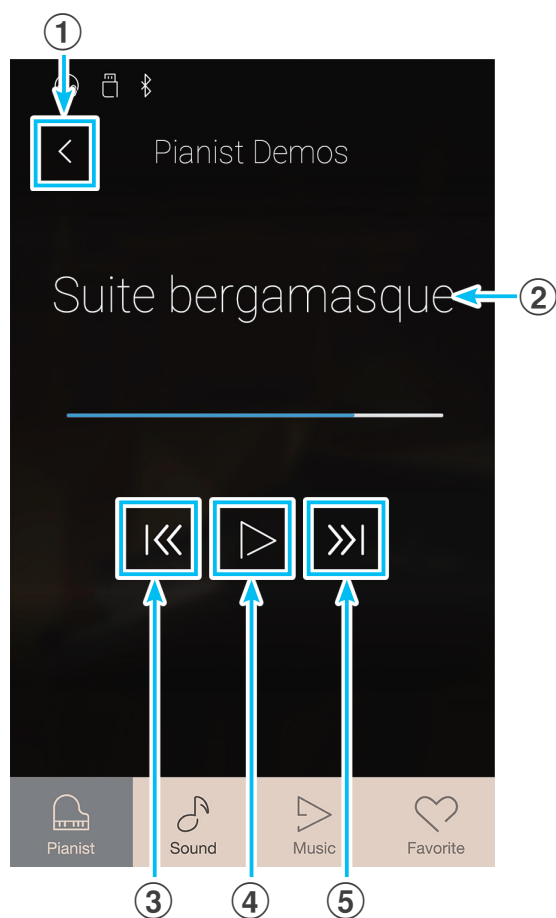 ①
Pianist Demos
Suite bergamasque
②
Pianist Sound Music Favorite
③ ④ ⑤